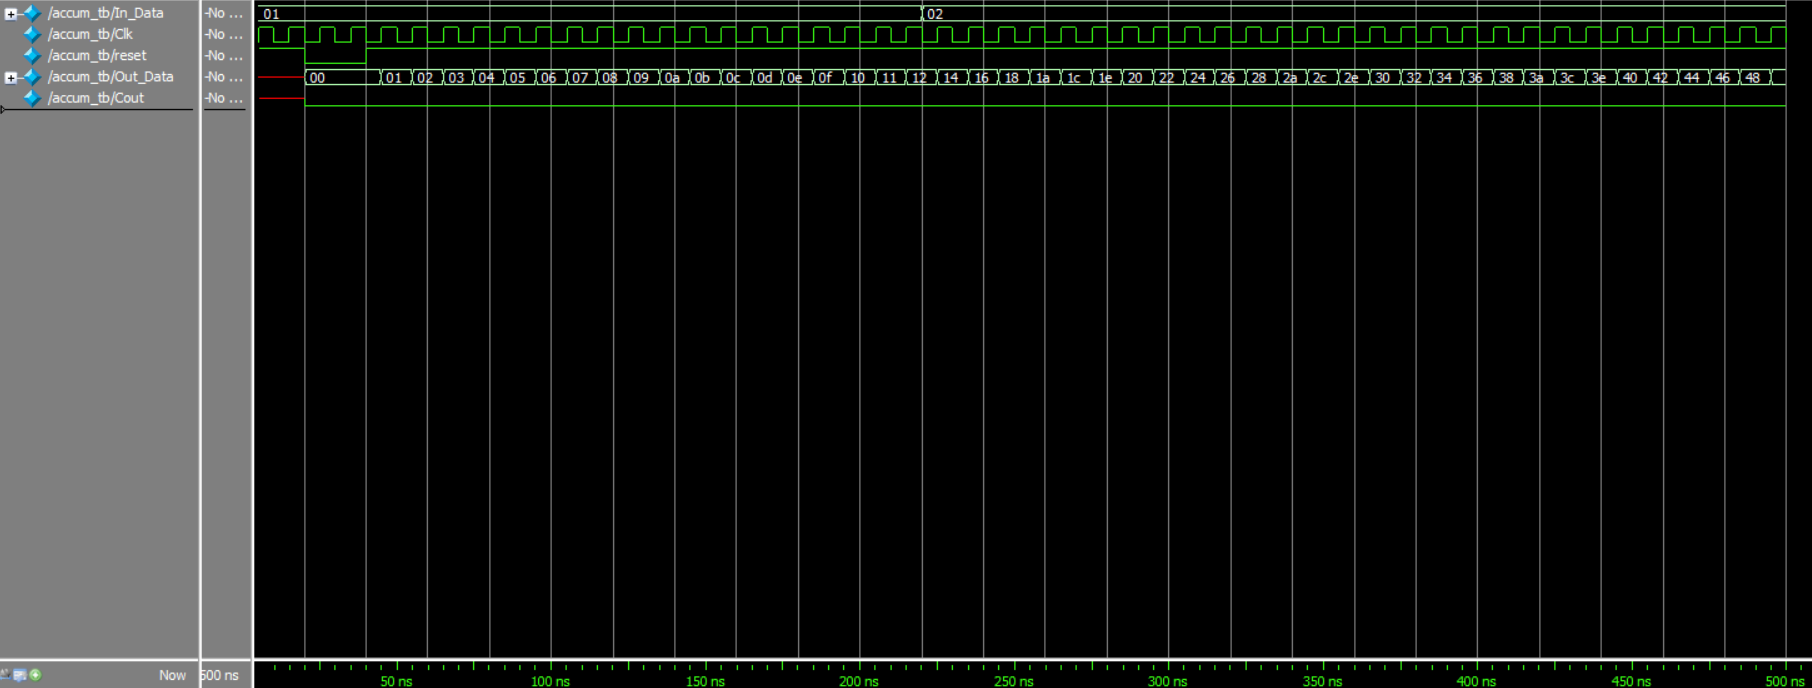 /accum_tb/In_Data -No ... 01 02
/accum_tb/Clk -No ...
/accum_tb/reset -No ...
/accum_tb/Out_Data -No ... 00 01 02 03 04 05 06 07 08 09 0a 0b 0c 0d 0e 0f 10 11 12 14 16 18 1a 1c 1e 20 22 24 26 28 2a 2c 2e 30 32 34 36 38 3a 3c 3e 40 42 44 46 48
/accum_tb/Cout -No ...
Now 500 ns
50 ns 100 ns 150 ns 200 ns 250 ns 300 ns 350 ns 400 ns 450 ns 500 ns